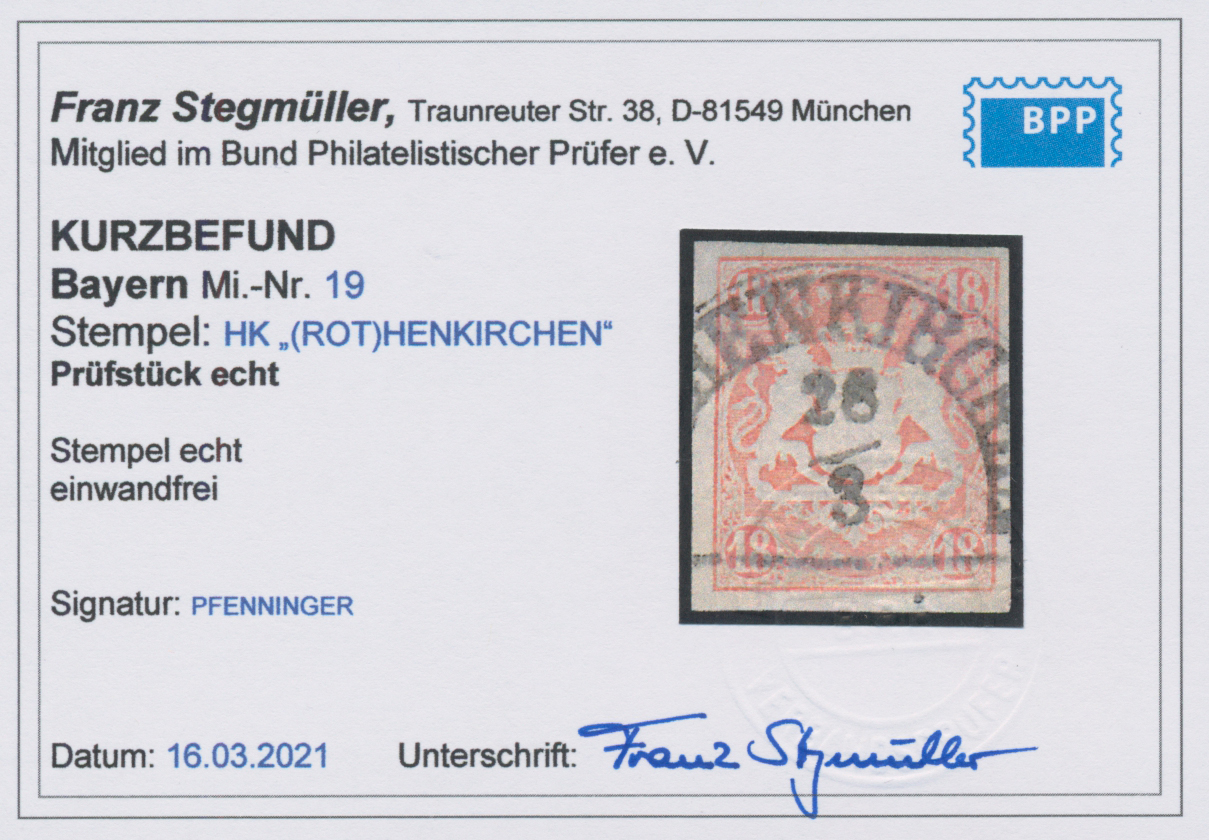 Franz Stegmüller, Traunreuter Str. 38, D-81549 München
Mitglied im Bund Philatelistischer Prüfer e. V.
BPP
KURZBEFUND
Bayern Mi.-Nr. 19
Stempel: HK „(ROT)HENKIRCHEN“
Prüfstück echt
Stempel echt
einwandfrei
Signatur: PFENNINGER
Datum: 16.03.2021 Unterschrift: Franz Stegmüller
18 18
HENKIRCHEN
28
3
18 18